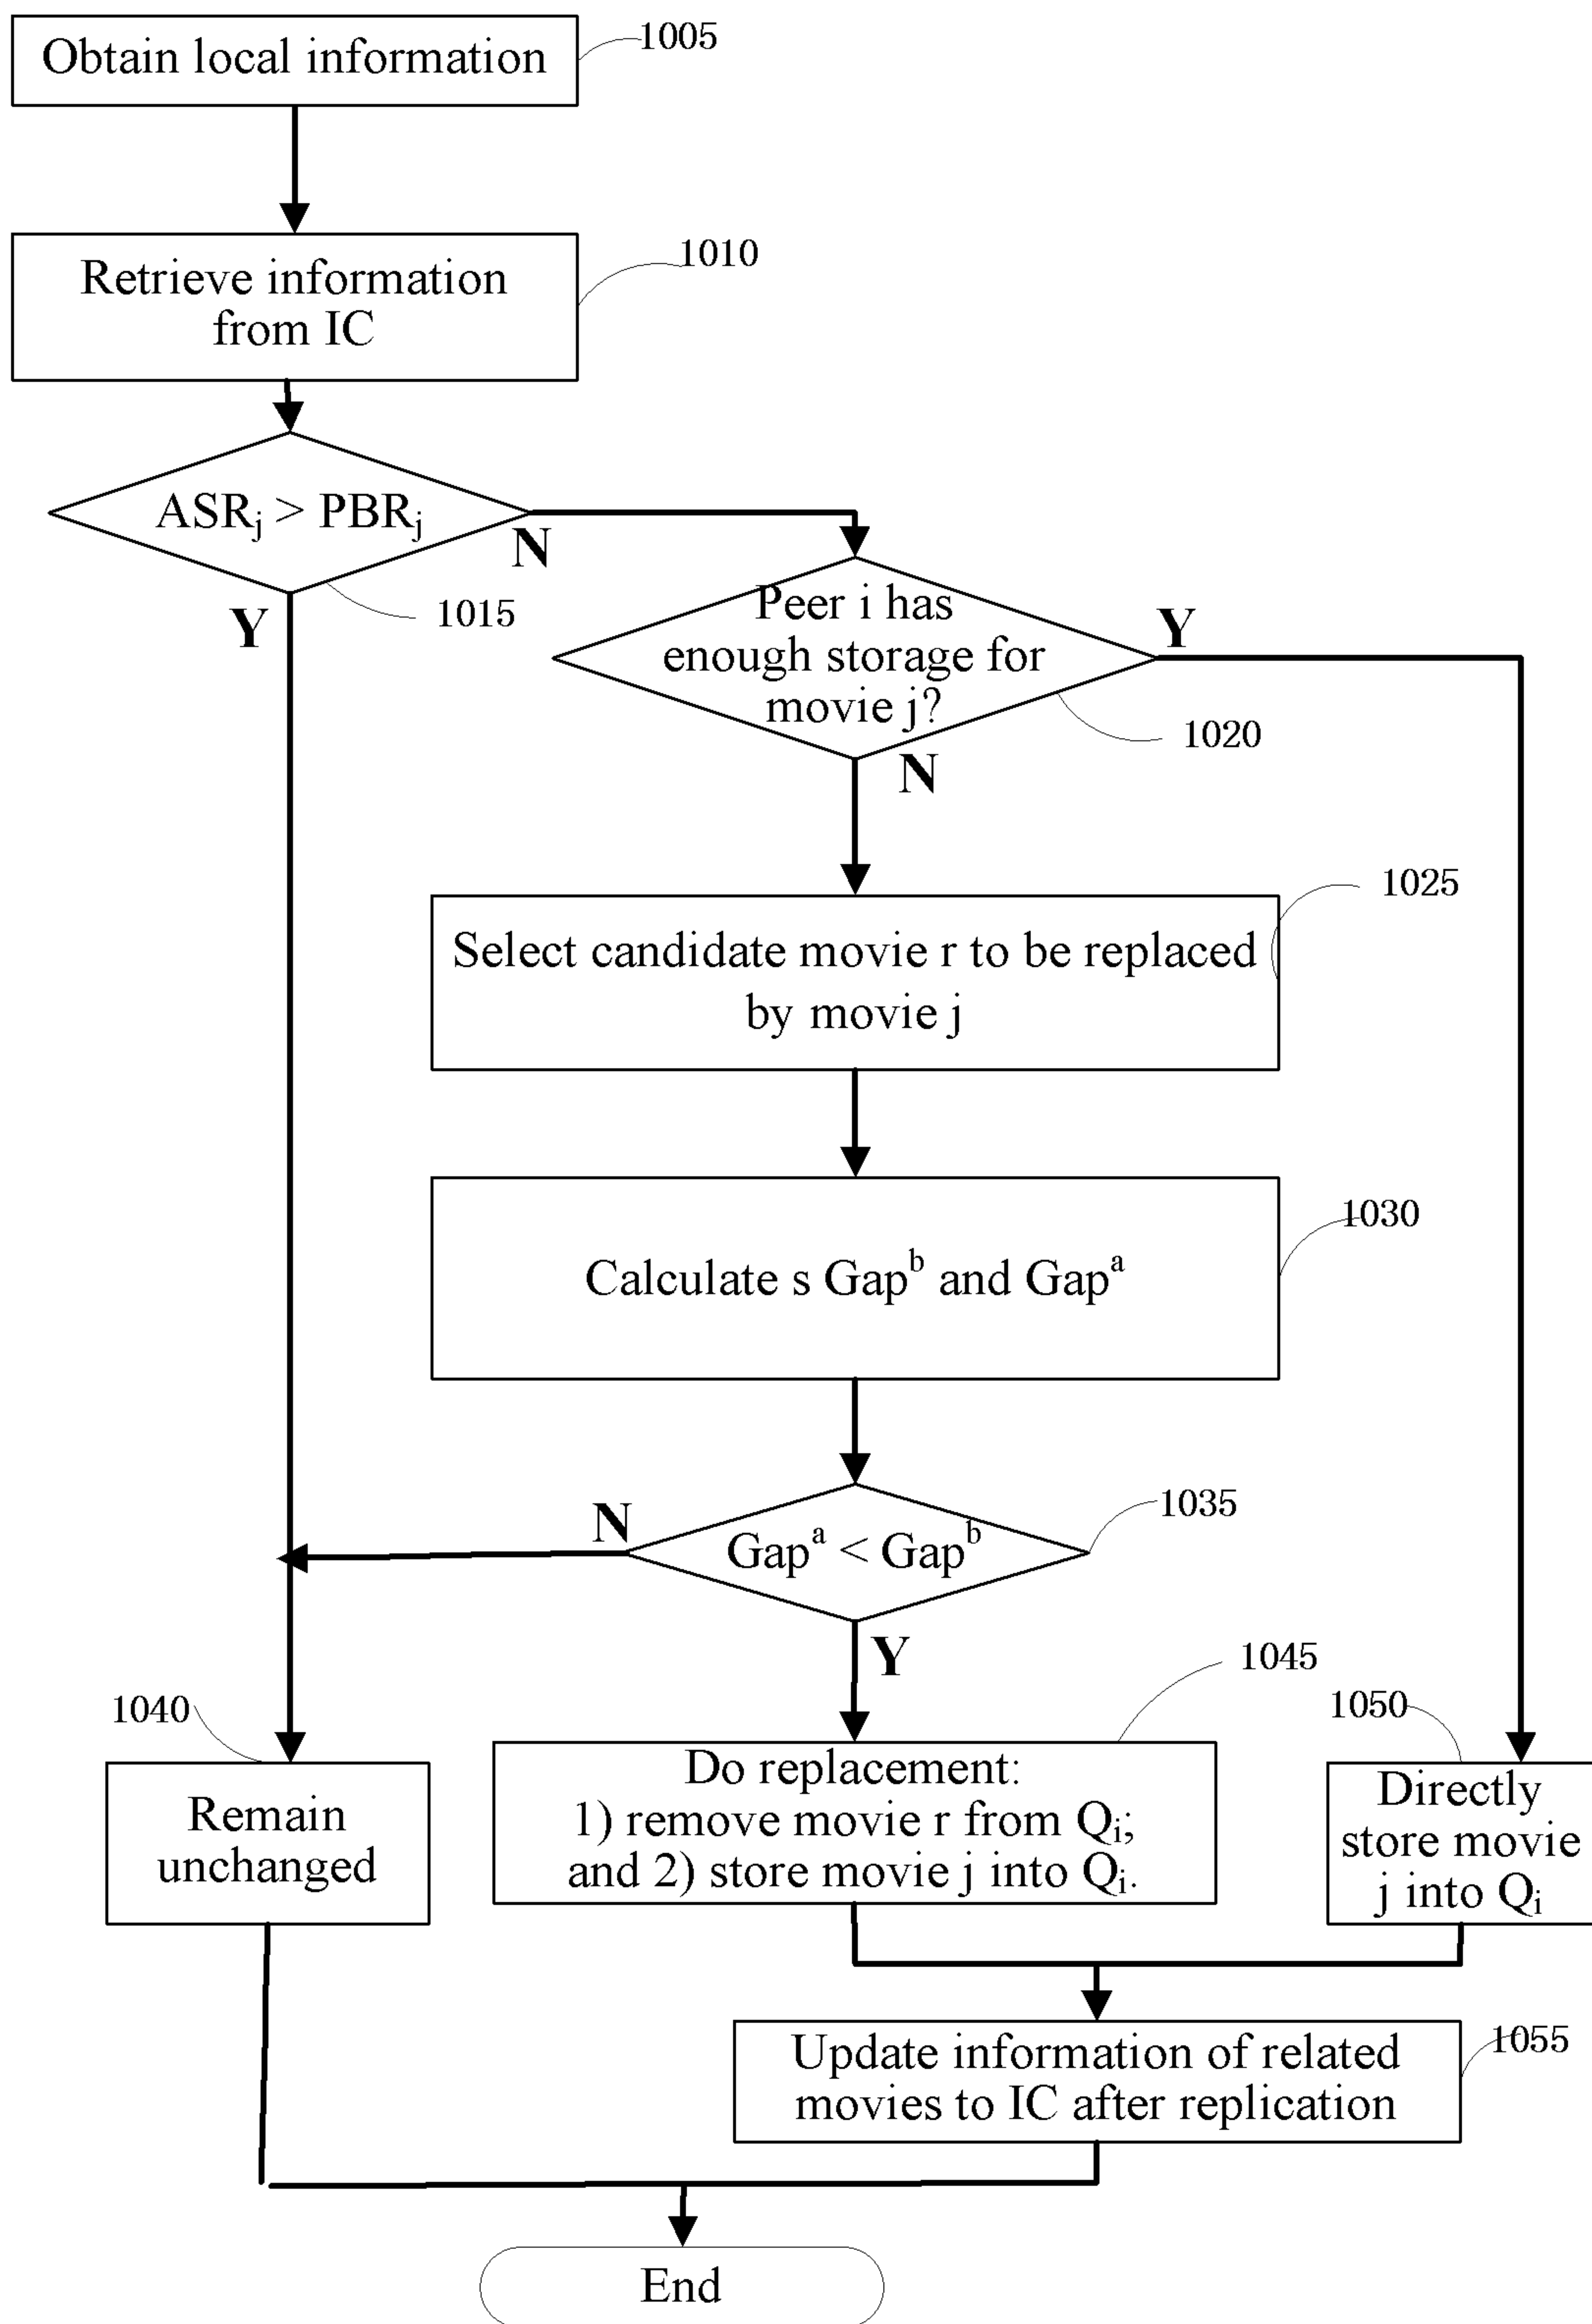 Obtain local information
1005
Retrieve information
from IC
1010
ASRj > PBRj
N
Y
1015
Peer i has
enough storage for
movie j?
Y
1020
N
Select candidate movie r to be replaced
by movie j
1025
Calculate s Gap^b and Gap^a
1030
N
Gap^a < Gap^b
1035
Y
1040
Remain
unchanged
1045
Do replacement:
1) remove movie r from Qi;
and 2) store movie j into Qi.
1050
Directly
store movie
j into Qi
Update information of related
movies to IC after replication
1055
End